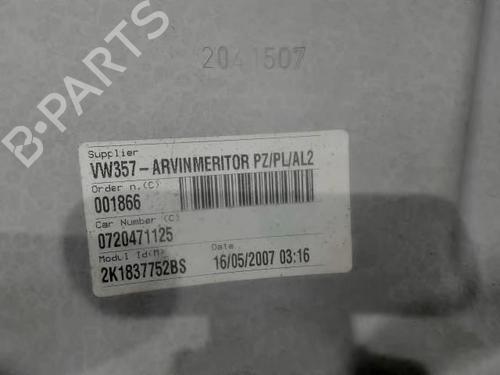 2041507
B-PARTS
Supplier
VW357-ARVINMERITOR PZ/PL/AL2
Order n.(C)
001866
Car Number (C)
0720471125
Modul Id(M) Date
2K1837752BS 16/05/2007 03:16